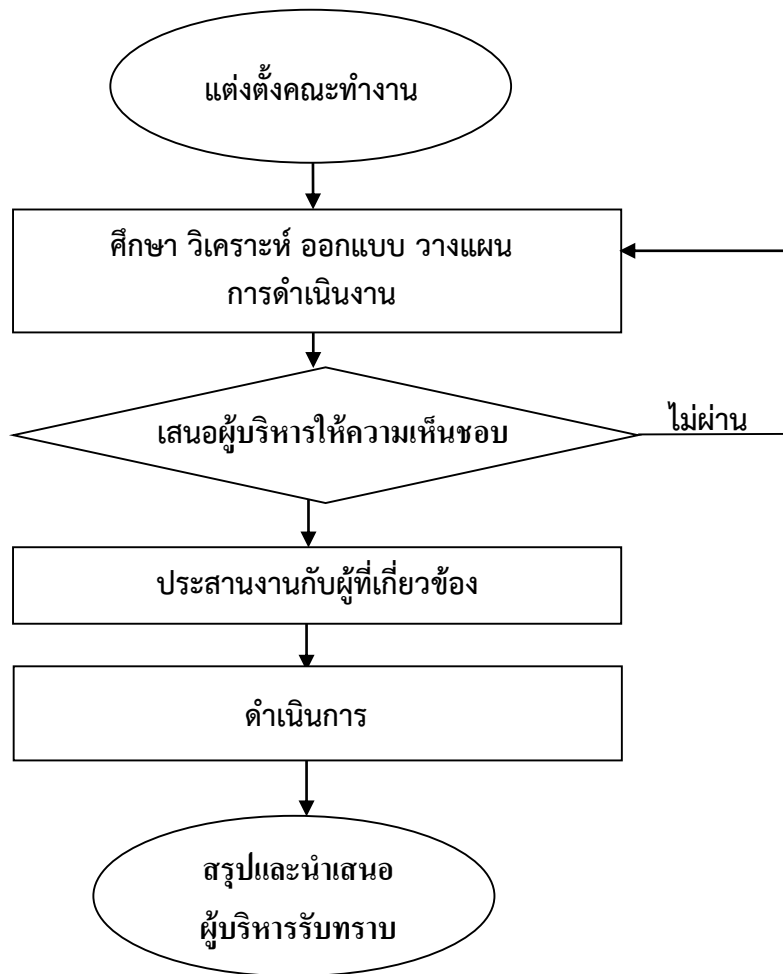 แต่งตั้งคณะทำงาน
ศึกษา วิเคราะห์ ออกแบบ วางแผน
การดำเนินงาน
เสนอผู้บริหารให้ความเห็นชอบ
ไม่ผ่าน
ประสานงานกับผู้ที่เกี่ยวข้อง
ดำเนินการ
สรุปและนำเสนอ
ผู้บริหารรับทราบ